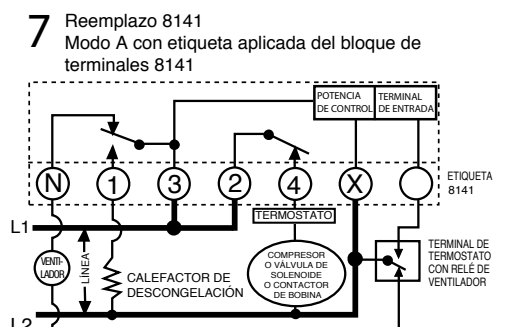 7
Reemplazo 8141
Modo A con etiqueta aplicada del bloque de
terminales 8141
POTENCIA
DE CONTROL
TERMINAL
DE ENTRADA
N
1
3
2
4
X
ETIQUETA
8141
L1
TERMOSTATO
VENTI-
LADOR
LÍNEA
CALEFACTOR DE
DESCONGELACIÓN
COMPRESOR
O VÁLVULA DE
SOLENOIDE
O CONTACTOR
DE BOBINA
TERMINAL DE
TERMOSTATO
CON RELÉ DE
VENTILADOR
L2